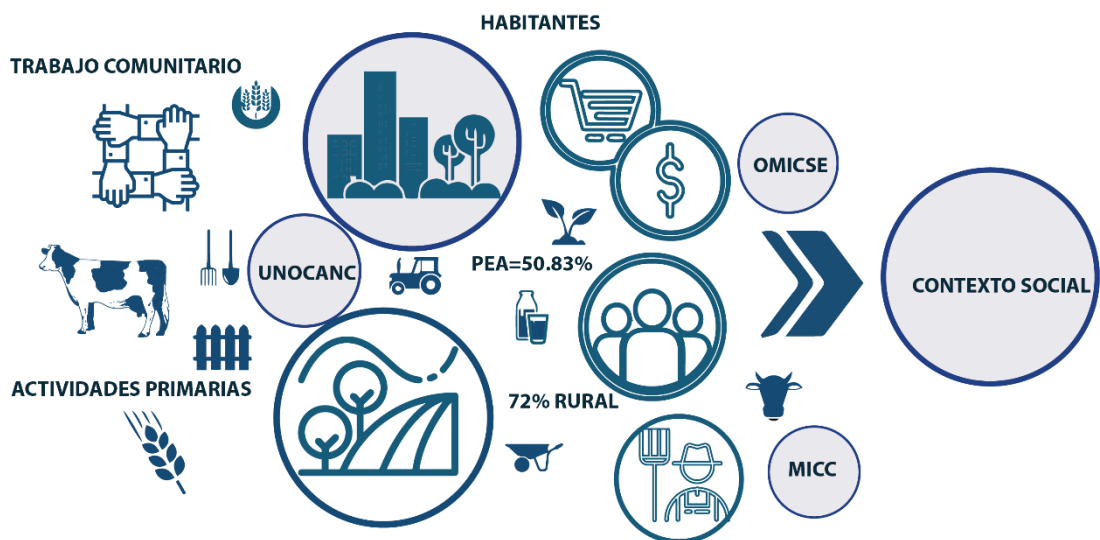 HABITANTES
TRABAJO COMUNITARIO
OMICSE
UNOCANC
PEA=50.83%
CONTEXTO SOCIAL
ACTIVIDADES PRIMARIAS
72% RURAL
MICC